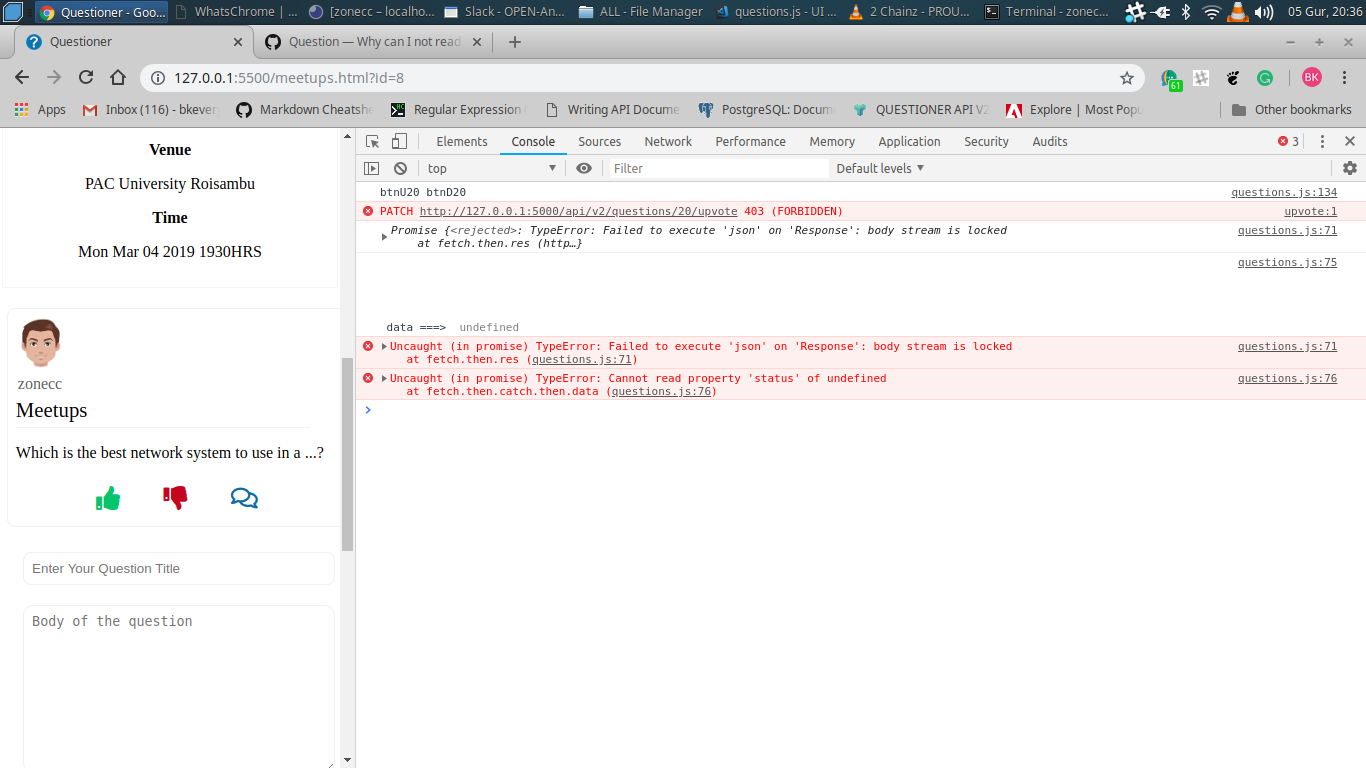 Questioner - Goo...
WhatsChrome | ...
[zonecc – localho...
Slack - OPEN-An...
ALL - File Manager
questions.js - UI ...
2 Chainz - PROU...
Terminal - zonec...
05 Gur, 20:36
Questioner
Question — Why can I not read
127.0.0.1:5500/meetups.html?id=8
61
BK
Apps
Inbox (116) - bkever
Markdown Cheatshe
Regular Expression (
Writing API Docume
PostgreSQL: Docum
QUESTIONER API V2
Explore | Most Popu
Other bookmarks
Venue
PAC University Roisambu
Time
Mon Mar 04 2019 1930HRS
zonecc
Meetups
Which is the best network system to use in a ...?
Enter Your Question Title
Body of the question
Elements Console Sources Network Performance Memory Application Security Audits 3
top Filter Default levels
btnU20 btnD20 questions.js:134
PATCH http://127.0.0.1:5000/api/v2/questions/20/upvote 403 (FORBIDDEN) upvote:1
Promise {<rejected>: TypeError: Failed to execute 'json' on 'Response': body stream is locked questions.js:71
at fetch.then.res (http…}
questions.js:75
data ===> undefined
Uncaught (in promise) TypeError: Failed to execute 'json' on 'Response': body stream is locked questions.js:71
at fetch.then.res (questions.js:71)
Uncaught (in promise) TypeError: Cannot read property 'status' of undefined questions.js:76
at fetch.then.catch.then.data (questions.js:76)